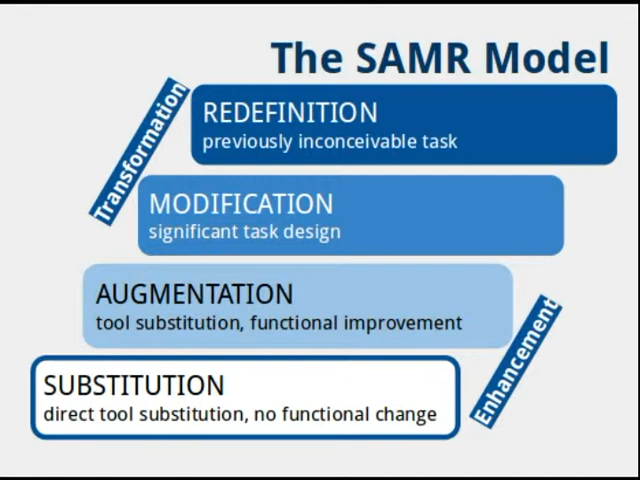 The SAMR Model
Transformation
REDEFINITION
previously inconceivable task
MODIFICATION
significant task design
AUGMENTATION
tool substitution, functional improvement
Enhancement
SUBSTITUTION
direct tool substitution, no functional change